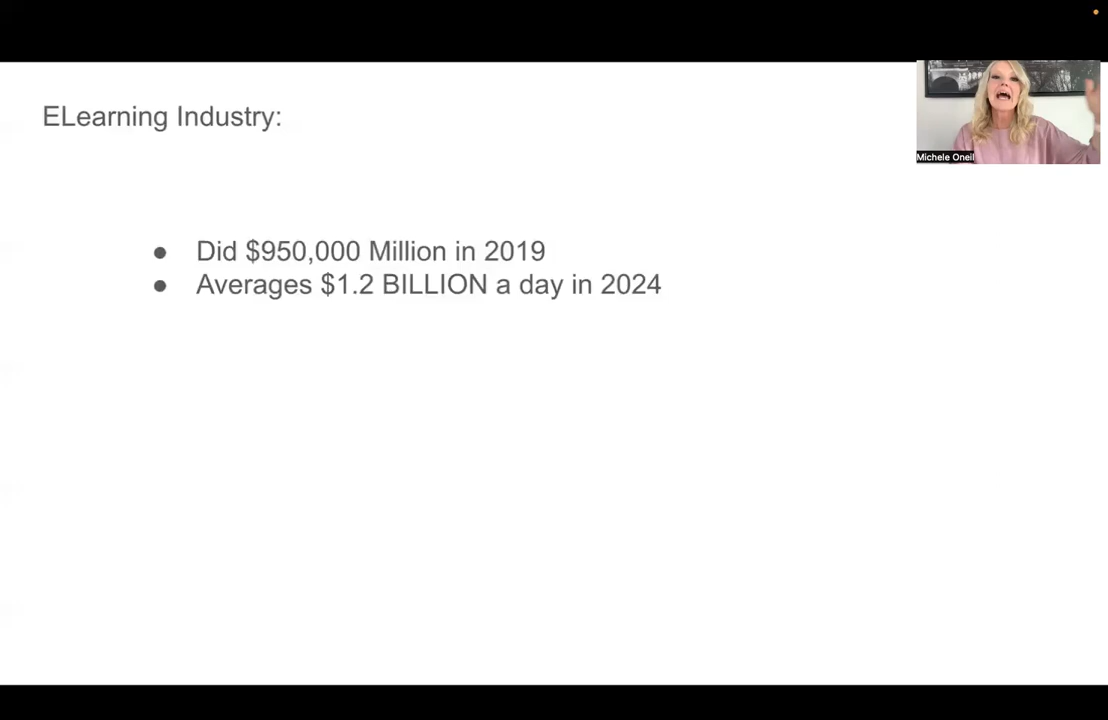 ELearning Industry:
Michele Oneil
● Did $950,000 Million in 2019
● Averages $1.2 BILLION a day in 2024